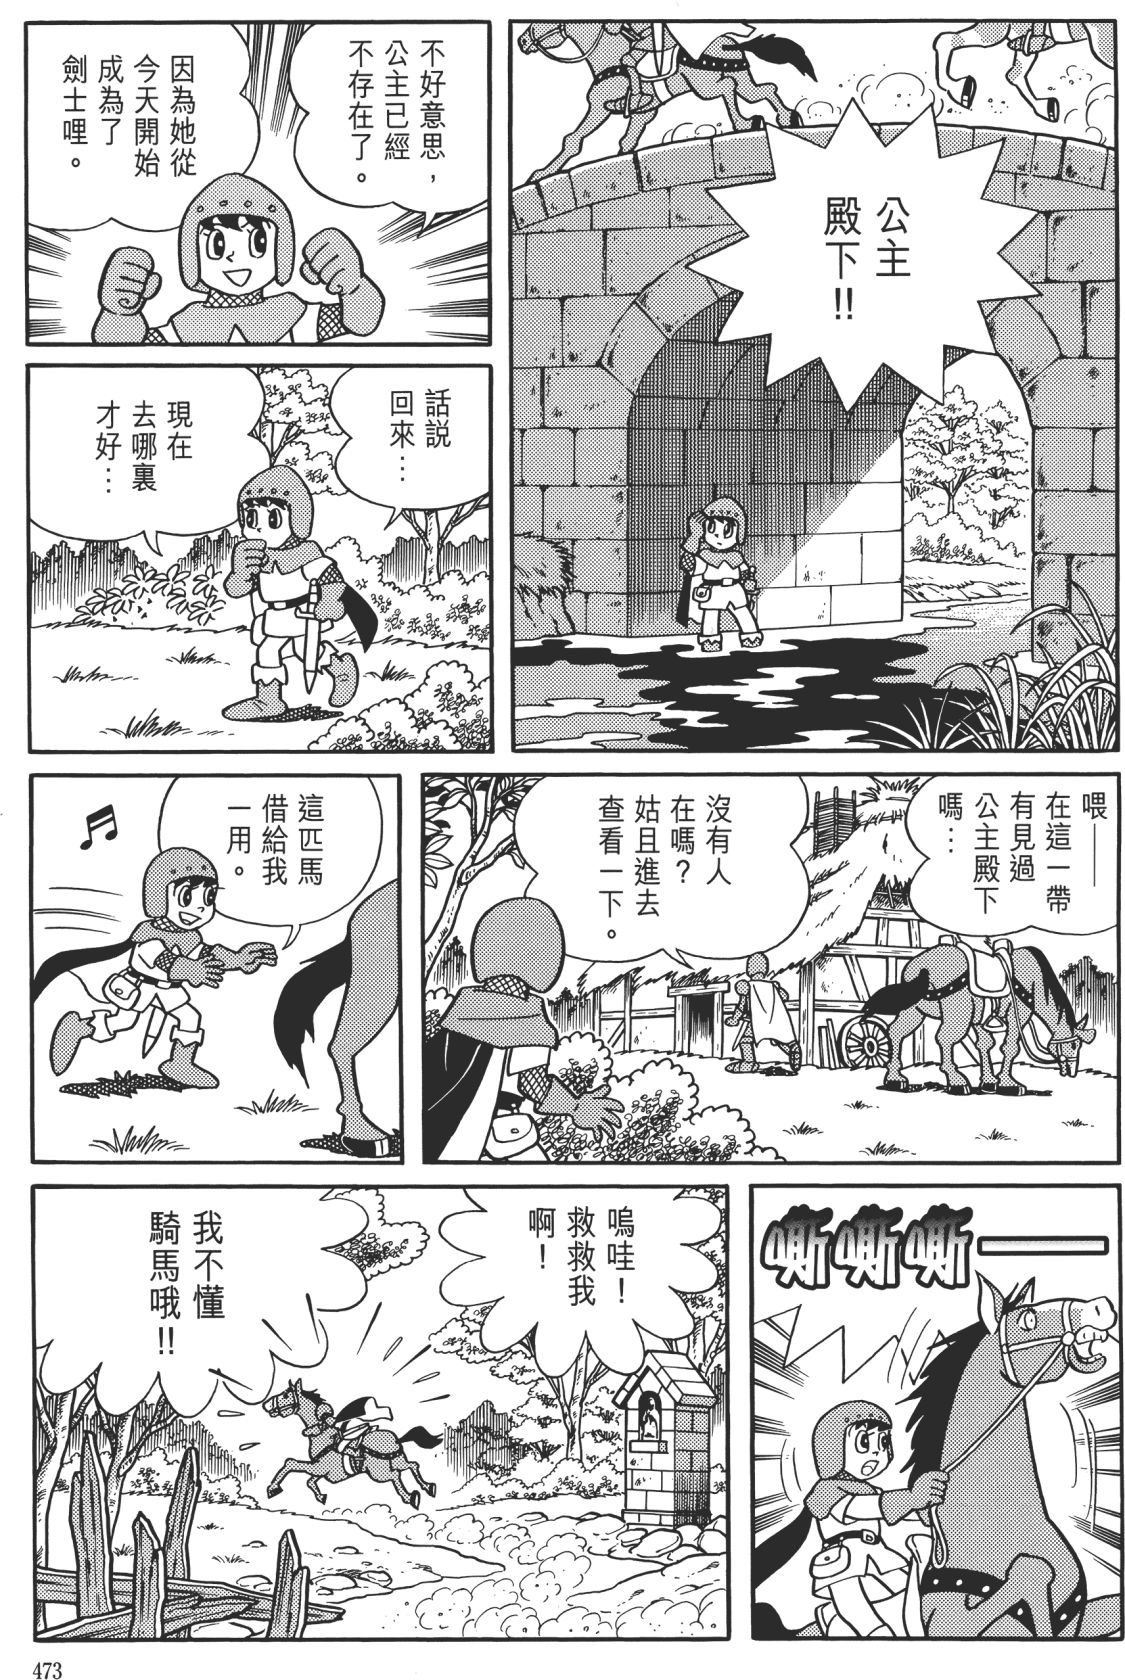 公主
殿下!!
不好意思，
公主已經
不存在了。
因為她從
今天開始
成為了
劍士哩。
話說
回來…
現在
去哪裏
才好…
喂——
在這一帶
有見過
公主殿下
嗎…
沒有人
在嗎？
姑且進去
查看一下。
這匹馬
借給我
一用。
嘶嘶嘶——
嗚哇！
救救我
啊！
我不懂
騎馬哦!!
473